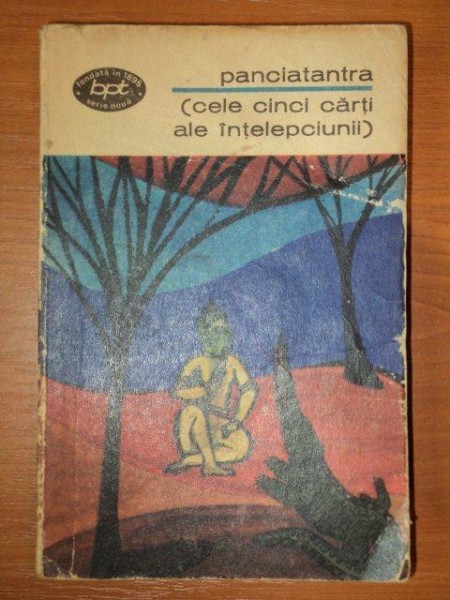 fondată în 1895
bpt
serie nouă
panciatantra
(cele cinci cărți
ale înțelepciunii)